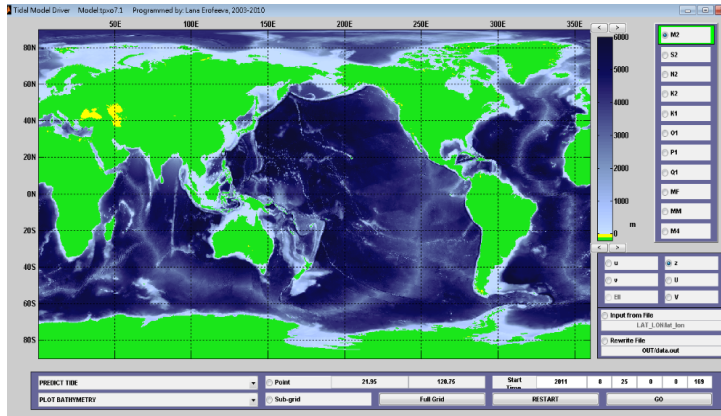 Tidal Model Driver Model:tpxo7.1 Programmed by: Lana Erofeeva, 2003-2010
50E 100E 150E 200E 250E 300E 350E
80N
60N
40N
20N
0N
20S
40S
60S
80S
< >
6000
5000
4000
3000
2000
1000
0
m
< >
M2
S2
N2
K2
K1
O1
P1
Q1
MF
MM
M4
u z
v U
Ell V
Input from File
LAT_LON/lat_lon
Rewrite File
OUT/data.out
PREDICT TIDE Point 21.95 120.75 Start Time 2011 8 25 0 0 169
PLOT BATHYMETRY Sub-grid Full Grid RESTART GO